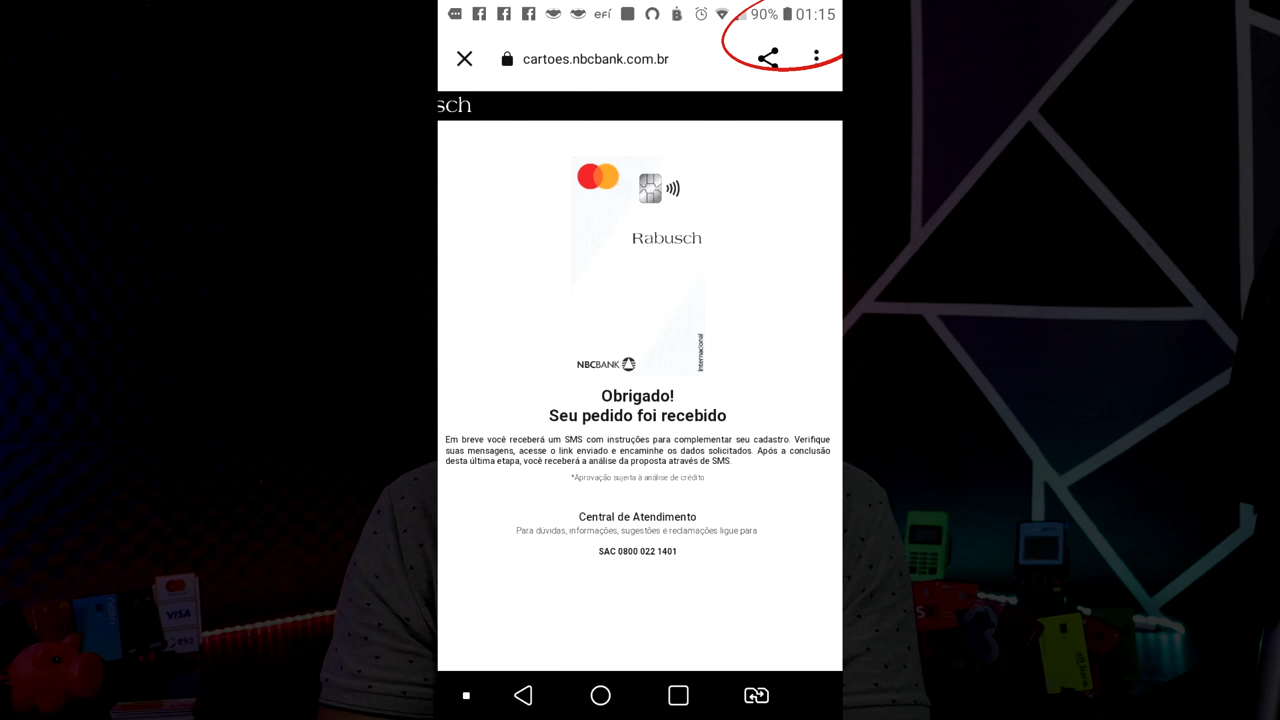 efí 90% 01:15
cartoes.nbcbank.com.br
sch
Rabusch
Internacional
NBCBANK
Obrigado!
Seu pedido foi recebido
Em breve você receberá um SMS com instruções para complementar seu cadastro. Verifique
suas mensagens, acesse o link enviado e encaminhe os dados solicitados. Após a conclusão
desta última etapa, você receberá a análise da proposta através de SMS.
*Aprovação sujeita à análise de crédito
Central de Atendimento
Para dúvidas, informações, sugestões e reclamações ligue para
SAC 0800 022 1401
VISA